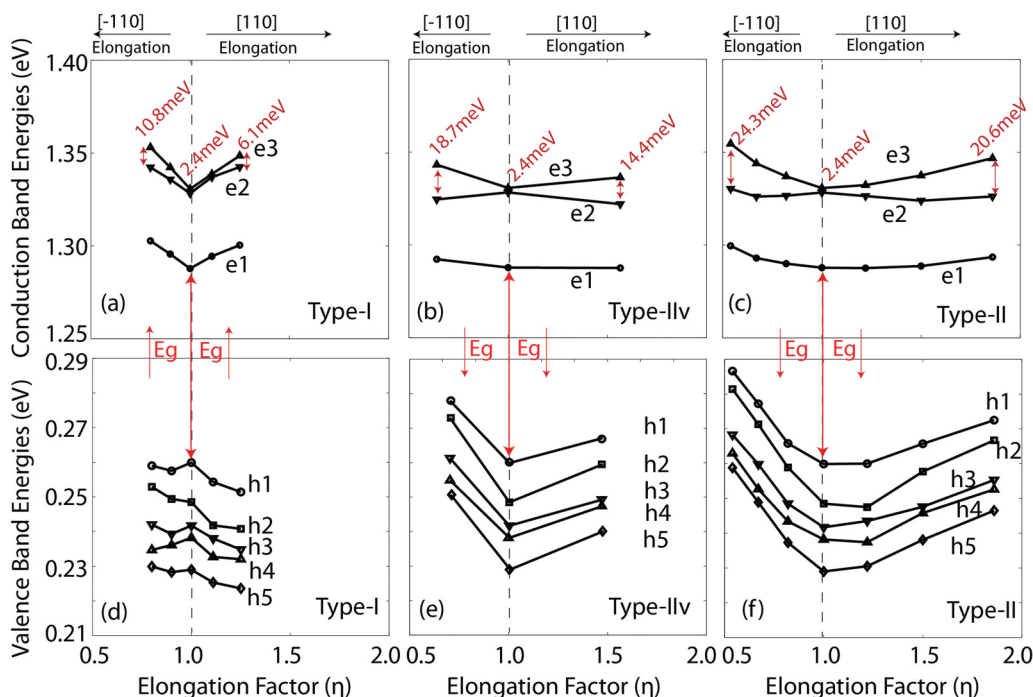 [-110] [110] [-110] [110] [-110] [110]
Elongation Elongation Elongation Elongation Elongation Elongation
Conduction Band Energies (eV)
1.40
1.35
1.30
1.25
10.8meV
2.4meV
6.1meV
e3
e2
e1
(a)
Type-I
18.7meV
2.4meV
14.4meV
e3
e2
e1
(b)
Type-IIv
24.3meV
2.4meV
20.6meV
e3
e2
e1
(c)
Type-II
Eg Eg Eg Eg Eg Eg
Valence Band Energies (eV)
0.29
0.27
0.25
0.23
0.21
h1
h2
h3
h4
h5
(d)
Type-I
h1
h2
h3
h4
h5
(e)
Type-IIv
h1
h2
h3
h4
h5
(f)
Type-II
0.5 1.0 1.5 2.0 0.5 1.0 1.5 2.0 0.5 1.0 1.5 2.0
Elongation Factor (η) Elongation Factor (η) Elongation Factor (η)